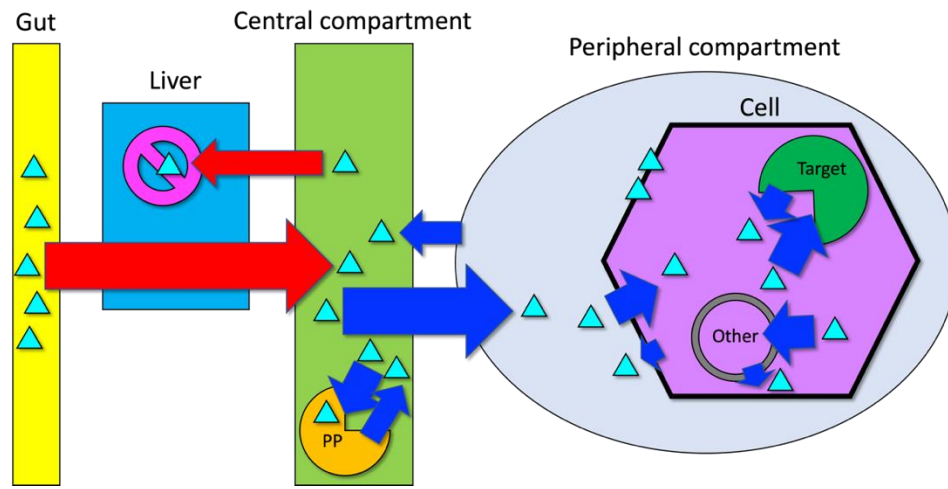 Gut
Central compartment
Peripheral compartment
Liver
Cell
Target
Other
PP